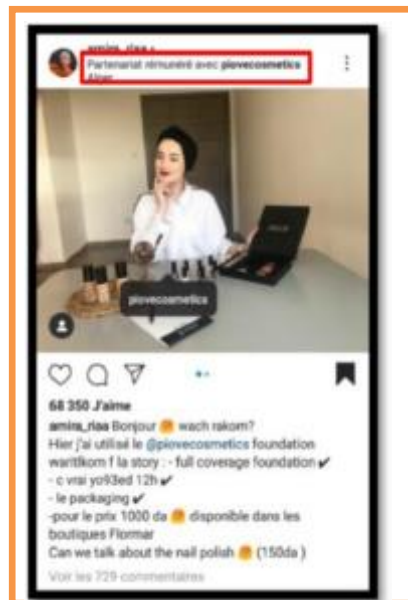 amira_riaa
Partenariat rémunéré avec piovecosmetics
Alger
piovecosmetics
68 350 J'aime
amira_riaa Bonjour 🤗 wach rakom?
Hier j'ai utilisé le @piovecosmetics foundation
waritlkom f la story : - full coverage foundation ✔
- c vrai yo93ed 12h ✔
- le packaging ✔
-pour le prix 1000 da 🤗 disponible dans les
boutiques Flormar
Can we talk about the nail polish 🤗 (150da )
Voir les 729 commentaires